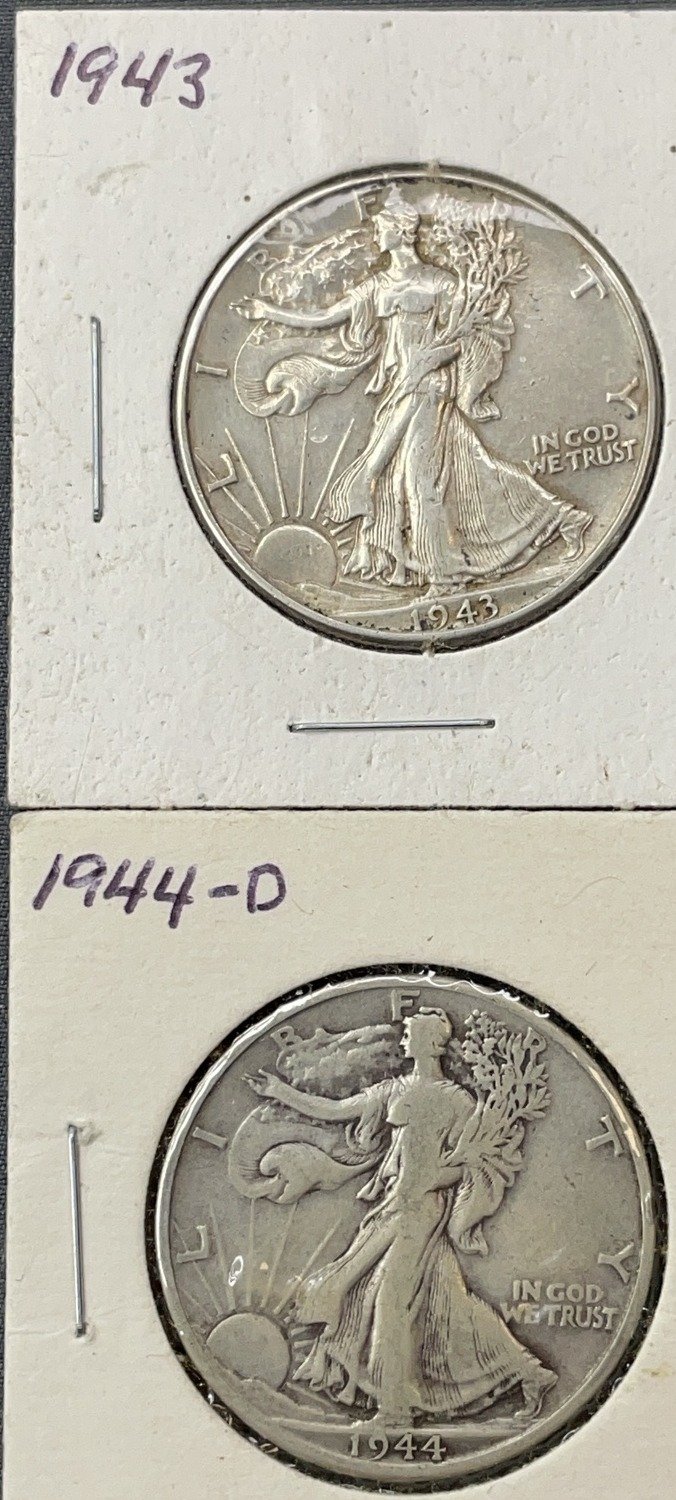 1943
LIBERTY
IN GOD
WE TRUST
1943
1944-D
LIBERTY
IN GOD
WE TRUST
1944